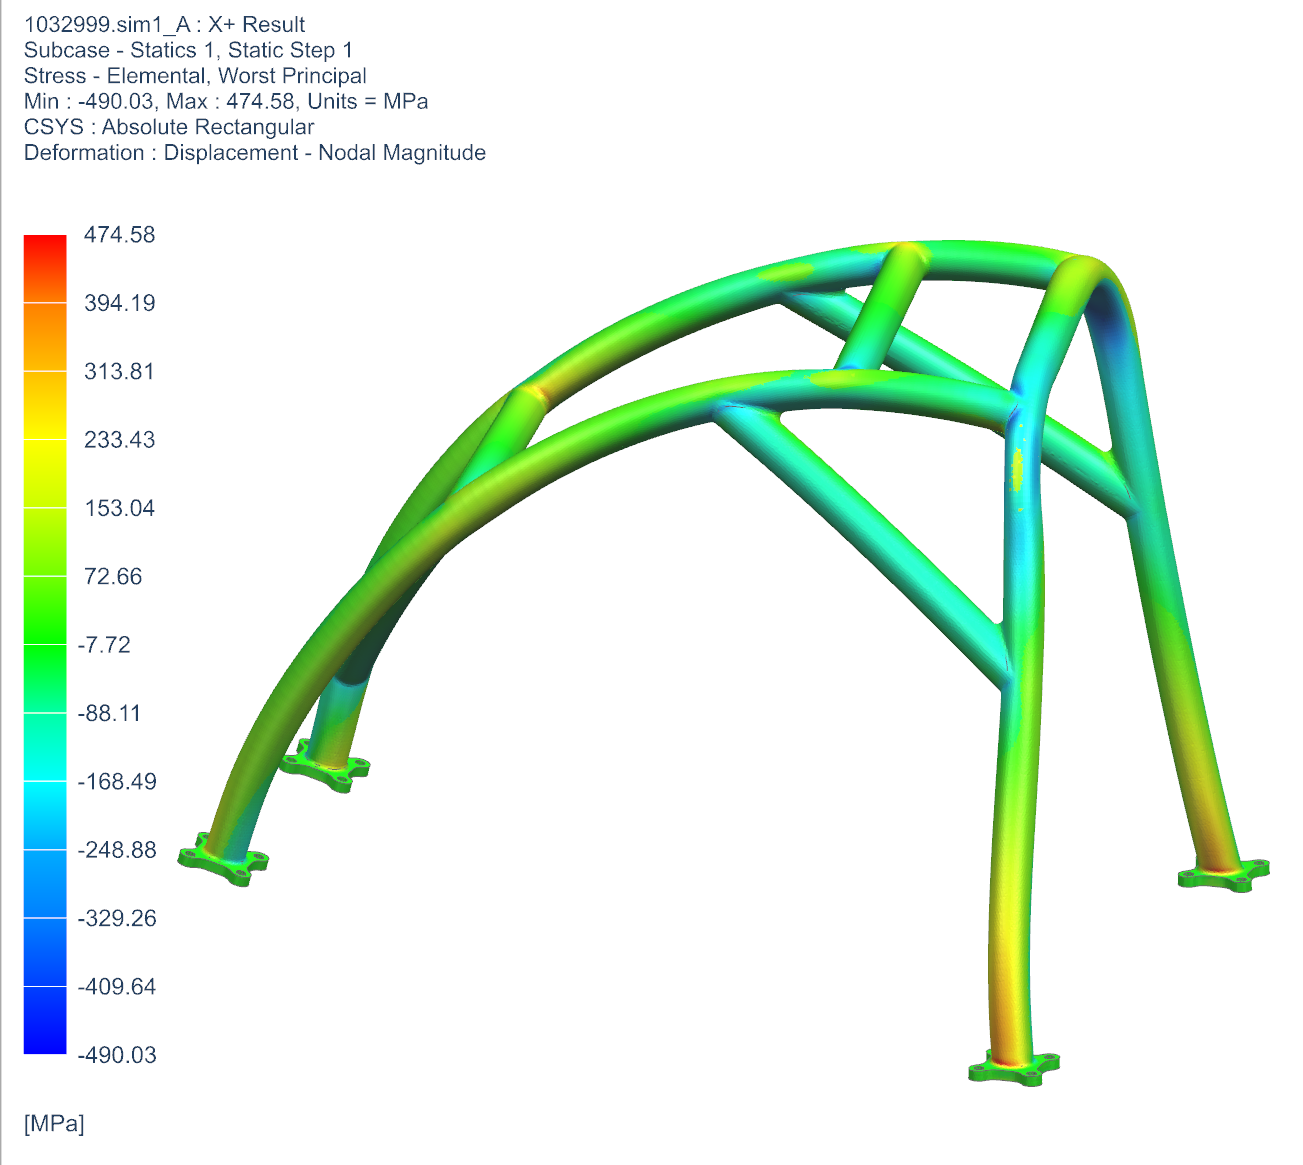 1032999.sim1_A : X+ Result
Subcase - Statics 1, Static Step 1
Stress - Elemental, Worst Principal
Min : -490.03, Max : 474.58, Units = MPa
CSYS : Absolute Rectangular
Deformation : Displacement - Nodal Magnitude
474.58
394.19
313.81
233.43
153.04
72.66
-7.72
-88.11
-168.49
-248.88
-329.26
-409.64
-490.03
[MPa]